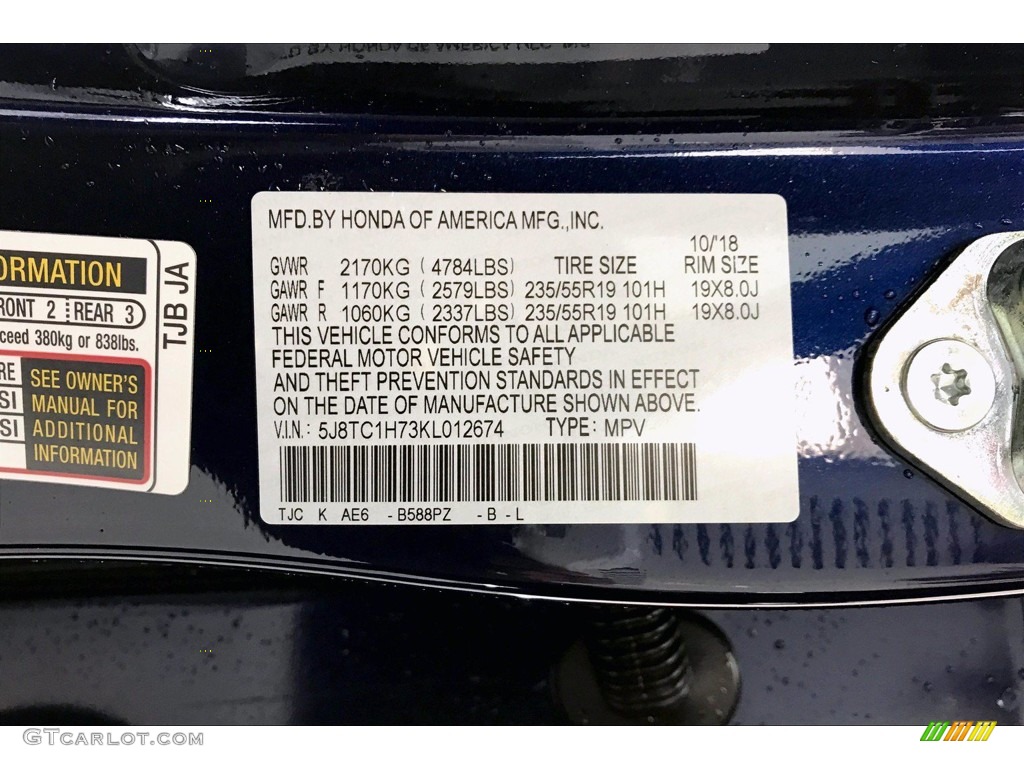 MFD.BY HONDA OF AMERICA MFG.,INC.
10/'18
GVWR 2170KG ( 4784LBS) TIRE SIZE RIM SIZE
GAWR F 1170KG ( 2579LBS) 235/55R19 101H 19X8.0J
GAWR R 1060KG ( 2337LBS) 235/55R19 101H 19X8.0J
THIS VEHICLE CONFORMS TO ALL APPLICABLE
FEDERAL MOTOR VEHICLE SAFETY
AND THEFT PREVENTION STANDARDS IN EFFECT
ON THE DATE OF MANUFACTURE SHOWN ABOVE.
V.I.N.: 5J8TC1H73KL012674 TYPE: MPV
TJC K AE6 -B588PZ -B -L
ORMATION
RONT 2 REAR 3
ceed 380kg or 838lbs.
RE
SI
SI
SEE OWNER'S
MANUAL FOR
ADDITIONAL
INFORMATION
TJB JA
GTCarlot.com